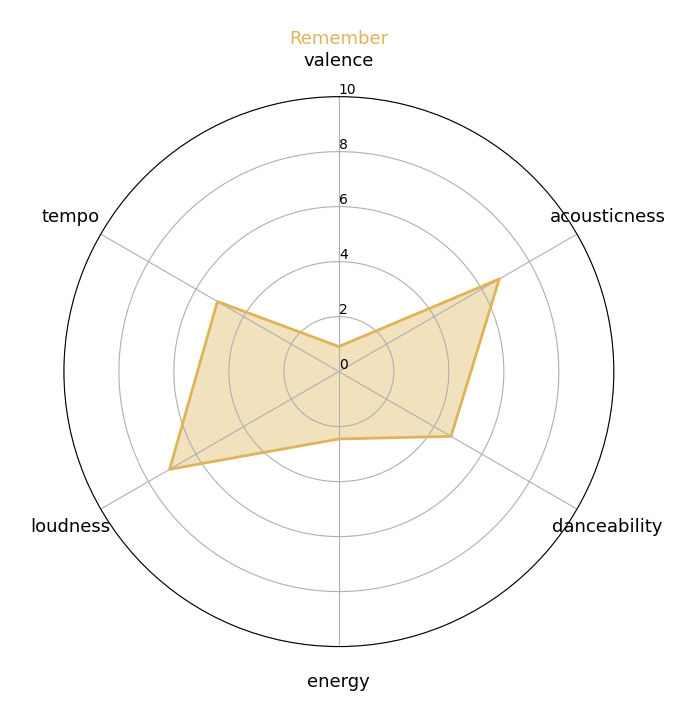 Remember
valence
10
8
6
4
2
0
tempo
acousticness
loudness
danceability
energy